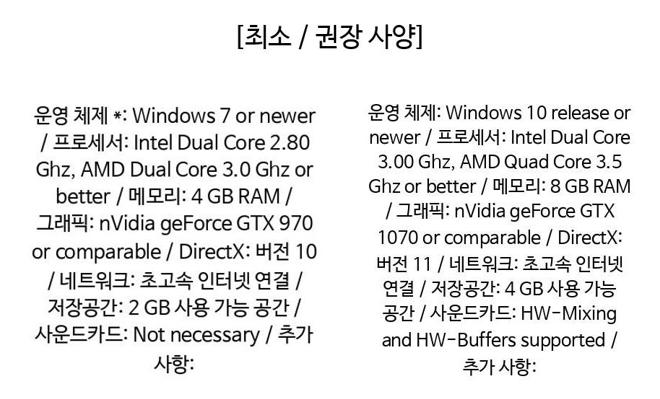 [최소 / 권장 사양]
운영 체제 *: Windows 7 or newer
/ 프로세서: Intel Dual Core 2.80
Ghz, AMD Dual Core 3.0 Ghz or
better / 메모리: 4 GB RAM /
그래픽: nVidia geForce GTX 970
or comparable / DirectX: 버전 10
/ 네트워크: 초고속 인터넷 연결 /
저장공간: 2 GB 사용 가능 공간 /
사운드카드: Not necessary / 추가
사항:
운영 체제: Windows 10 release or
newer / 프로세서: Intel Dual Core
3.00 Ghz, AMD Quad Core 3.5
Ghz or better / 메모리: 8 GB RAM
/ 그래픽: nVidia geForce GTX
1070 or comparable / DirectX:
버전 11 / 네트워크: 초고속 인터넷
연결 / 저장공간: 4 GB 사용 가능
공간 / 사운드카드: HW-Mixing
and HW-Buffers supported /
추가 사항: